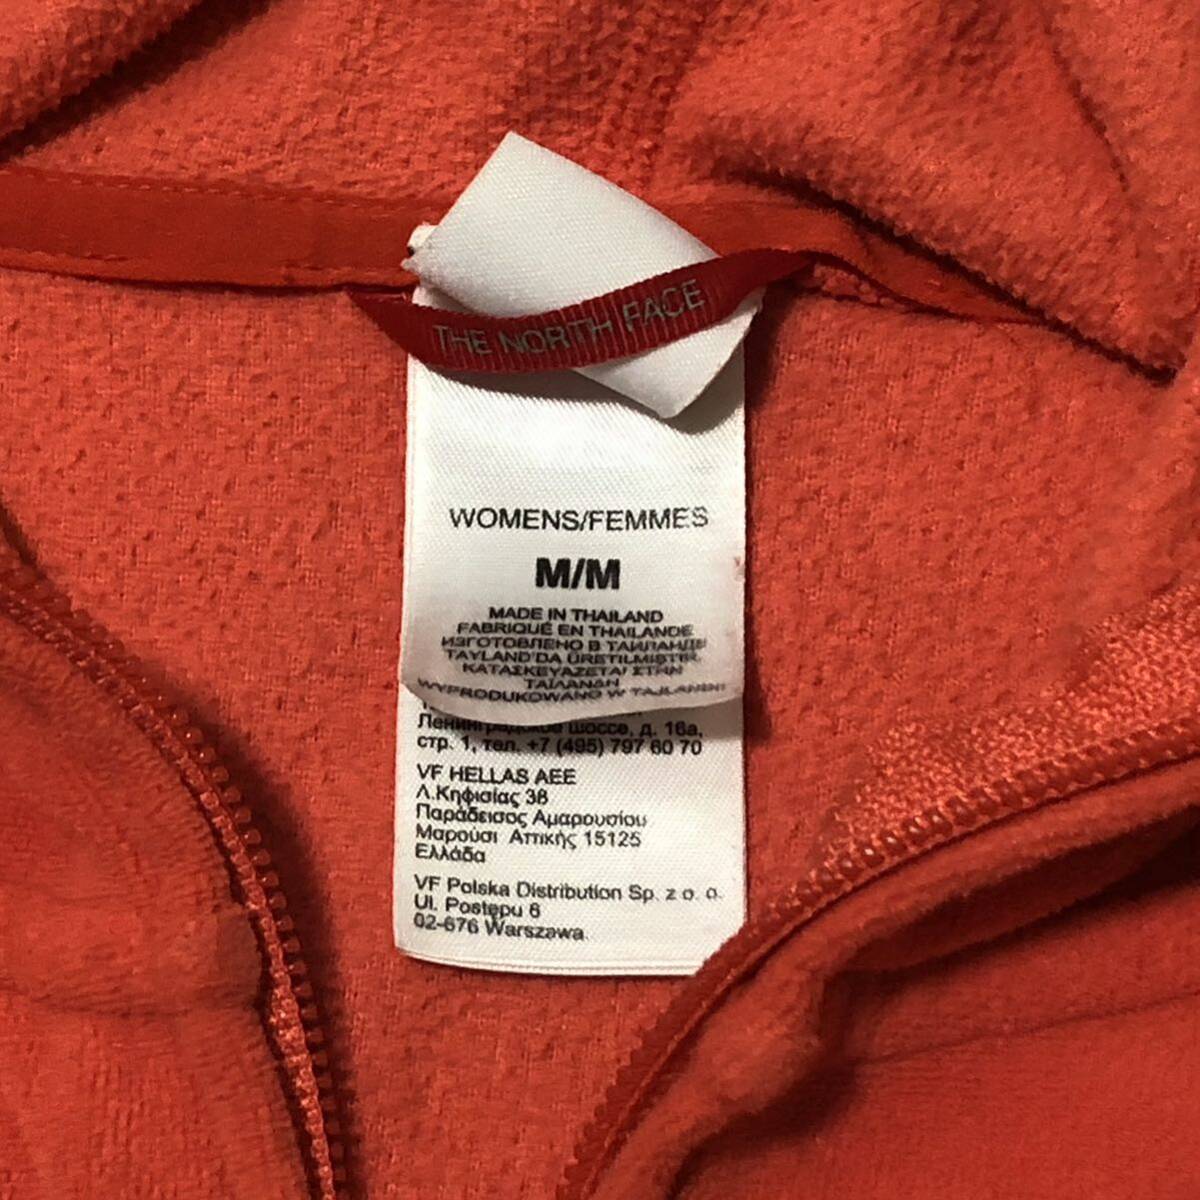 THE NORTH FACE
WOMENS/FEMMES
M/M
MADE IN THAILAND
FABRIQUÉ EN THAILANDE
ИЗГОТОВЛЕНО В ТАИЛАНДЕ
TAYLAND'DA ÜRETILMISTIR.
ΚΑΤΑΣΚΕΥΑΖΕΤΑΙ ΣΤΗΝ
ΤΑΪΛΑΝΔΗ
WYPRODUKOWANO W TAJLANDII
Ленинградское шоссе, д. 16а,
стр. 1, тел. +7 (495) 797 60 70
VF HELLAS AEE
Λ.Κηφισίας 38
Παράδεισος Αμαρουσίου
Μαρούσι Αττικής 15125
Ελλάδα
VF Polska Distribution Sp. z o. o.
Ul. Postępu 6
02-676 Warszawa.